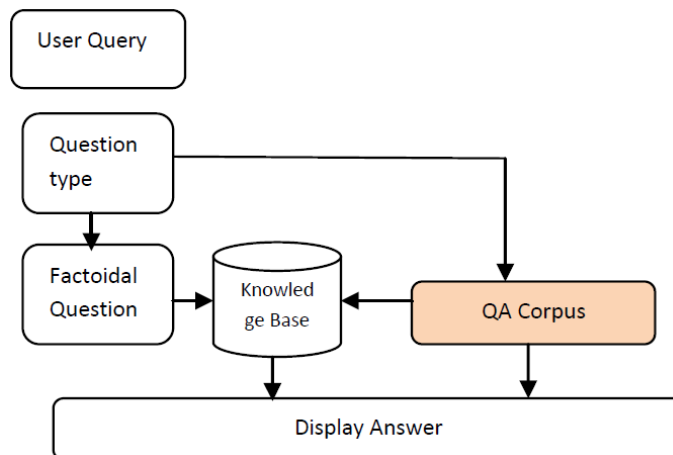 User Query
Question
type
Factoidal
Question
Knowled
ge Base
QA Corpus
Display Answer